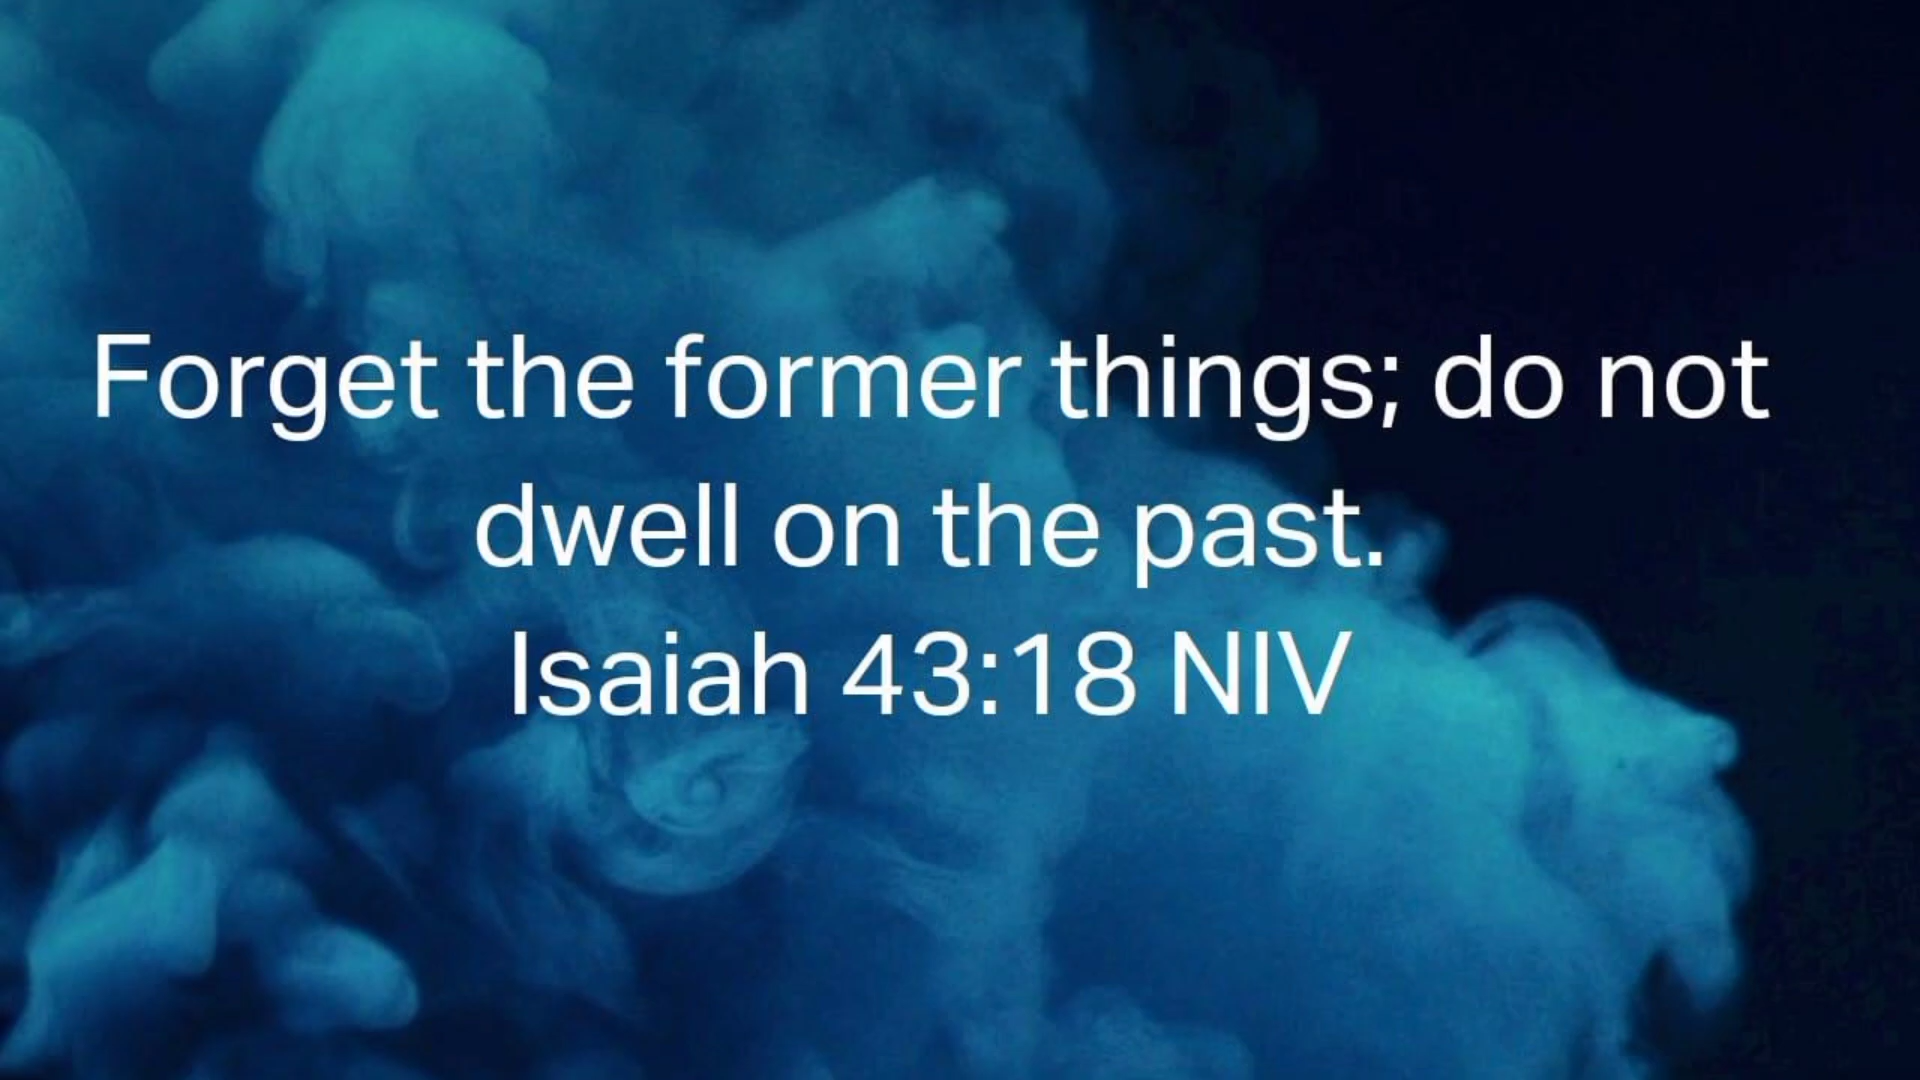 Forget the former things; do not
dwell on the past.
Isaiah 43:18 NIV